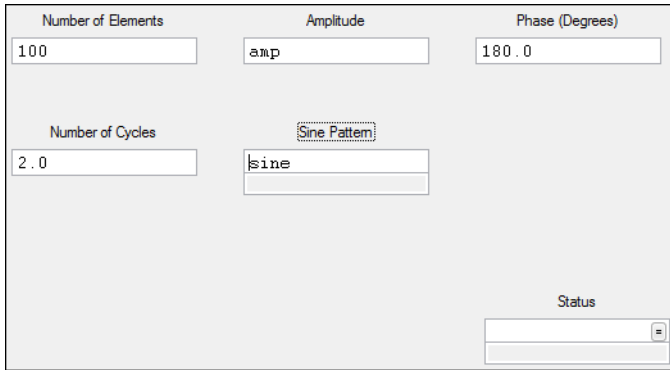 Number of Elements
Amplitude
Phase (Degrees)
100
amp
180.0
Number of Cycles
Sine Pattern
2.0
sine
Status
=